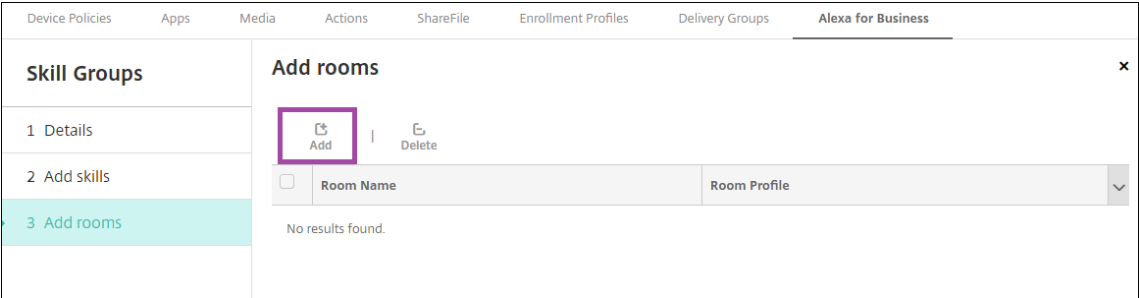 Device Policies Apps Media Actions ShareFile Enrollment Profiles Delivery Groups Alexa for Business
Skill Groups
1 Details
2 Add skills
3 Add rooms
Add rooms
×
Add | Delete
Room Name Room Profile
No results found.